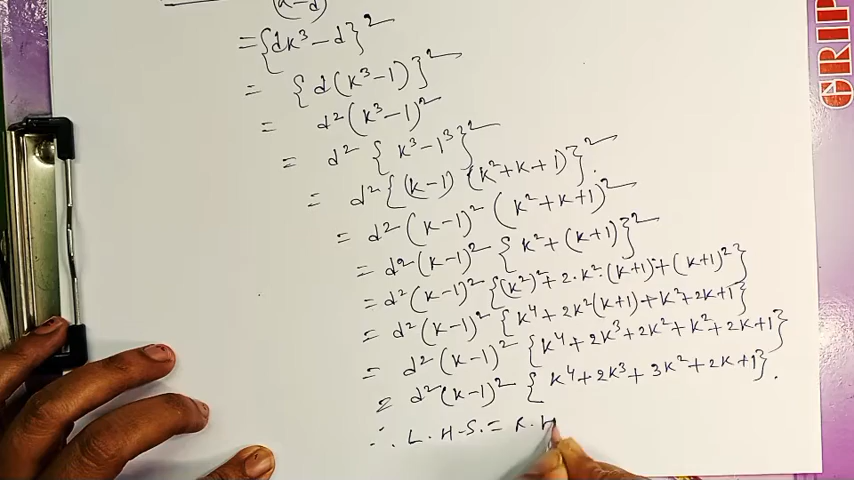 (a-d)²
={dk³-d}²
= {d(k³-1)}²
= d²(k³-1)²
= d²{k³-1³}²
= d²{(k-1)(k²+k+1)}².
= d²(k-1)²(k²+k+1)²
= d²(k-1)²{k²+(k+1)}²
= d²(k-1)²{(k²)²+2·k²·(k+1)+(k+1)²}
= d²(k-1)²{k⁴+2k²(k+1)+k²+2k+1}
= d²(k-1)²{k⁴+2k³+2k²+k²+2k+1}
= d²(k-1)²{k⁴+2k³+3k²+2k+1}.
∴ L.H.S.= R.H
GRIP